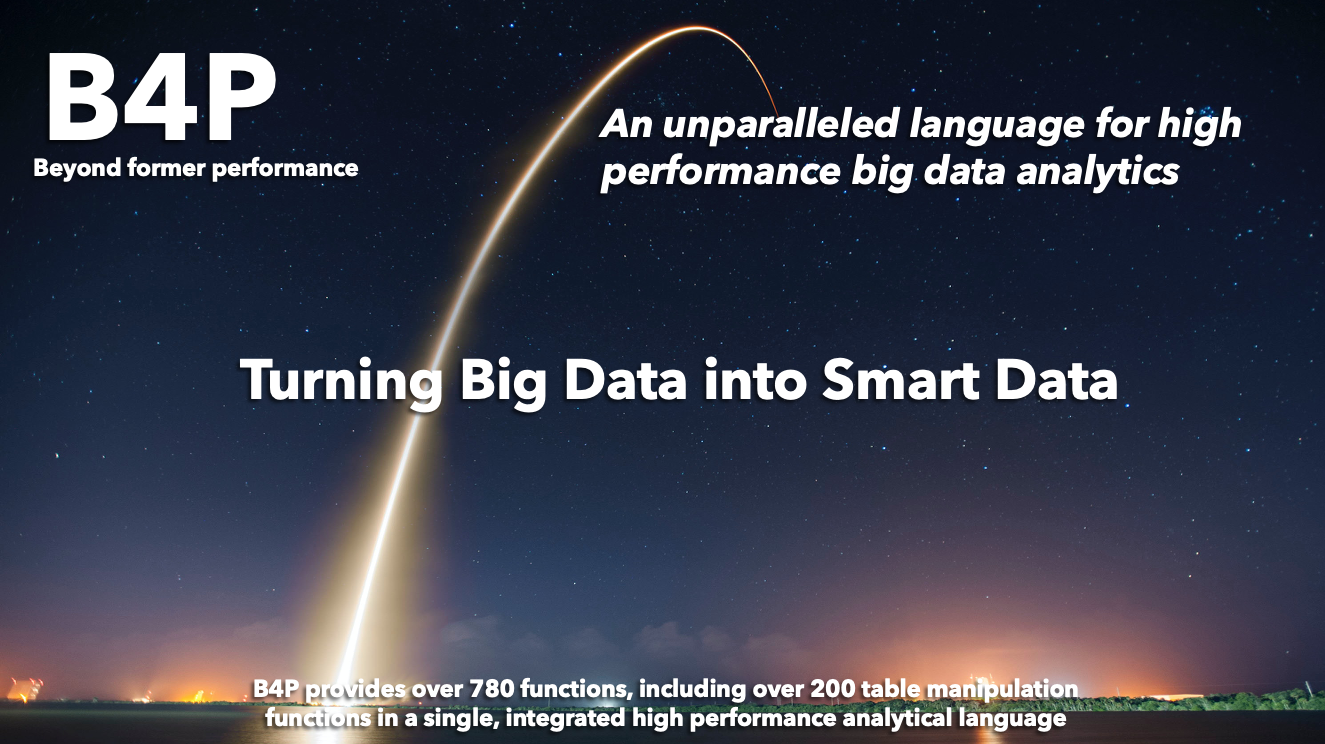 B4P
Beyond former performance
An unparalleled language for high
performance big data analytics
Turning Big Data into Smart Data
B4P provides over 780 functions, including over 200 table manipulation
functions in a single, integrated high performance analytical language